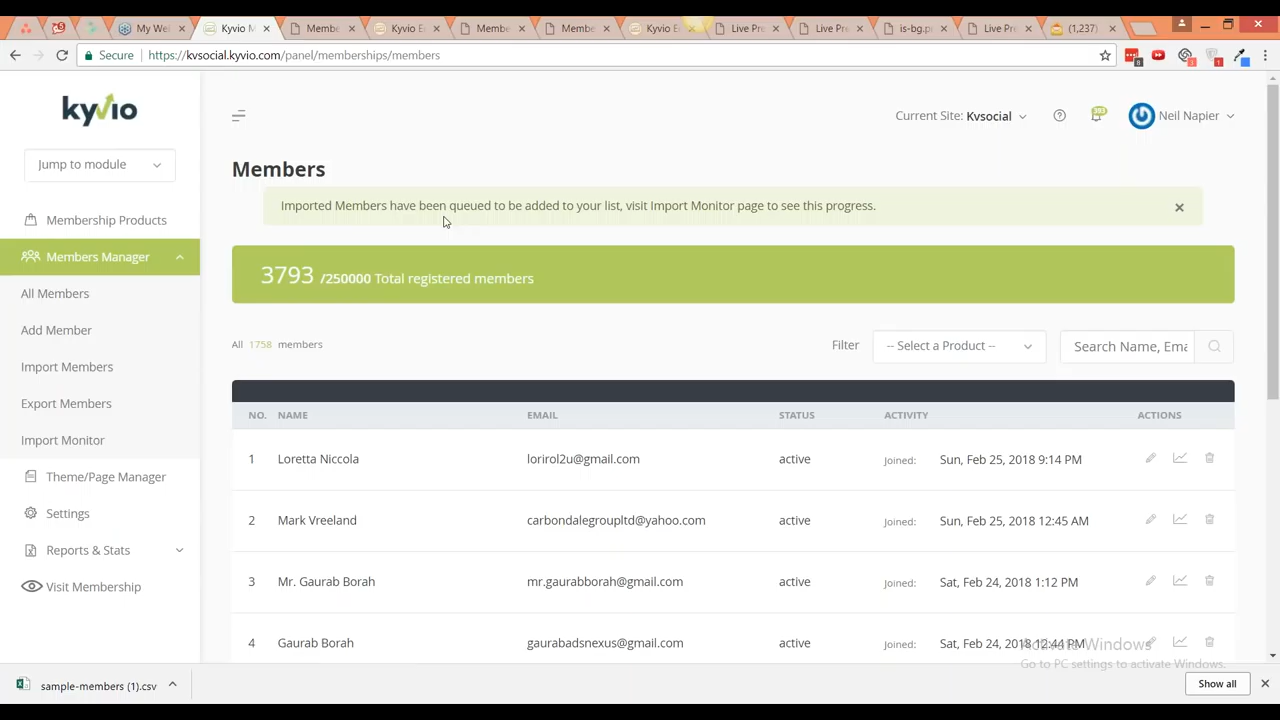 My Wel
Kyvio M
Membe
Kyvio E
Membe
Membe
Kyvio E
Live Pr
Live Pr
is-bg.p
Live Pr
(1,237)
Secure
https://kvsocial.kyvio.com/panel/memberships/members
kyvio
Current Site: Kvsocial
393
Neil Napier
Jump to module
Members
Imported Members have been queued to be added to your list, visit Import Monitor page to see this progress.
Membership Products
Members Manager
All Members
Add Member
Import Members
Export Members
Import Monitor
Theme/Page Manager
Settings
Reports & Stats
Visit Membership
3793 /250000 Total registered members
All 1758 members
Filter
-- Select a Product --
Search Name, Ema
NO. NAME EMAIL STATUS ACTIVITY ACTIONS
1 Loretta Niccola lorirol2u@gmail.com active Joined: Sun, Feb 25, 2018 9:14 PM
2 Mark Vreeland carbondalegroupltd@yahoo.com active Joined: Sun, Feb 25, 2018 12:45 AM
3 Mr. Gaurab Borah mr.gaurabborah@gmail.com active Joined: Sat, Feb 24, 2018 1:12 PM
4 Gaurab Borah gaurabadsnexus@gmail.com active Joined: Sat, Feb 24, 2018 12:44 PM
Activate Windows
Go to PC settings to activate Windows.
sample-members (1).csv
Show all